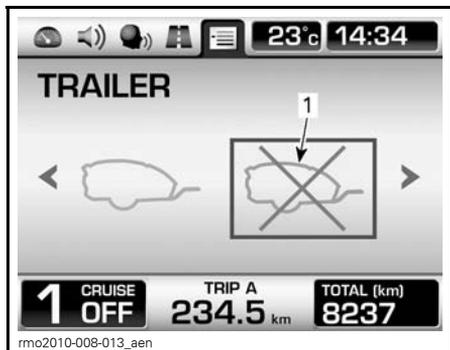 23°c 14:34
TRAILER
1
1 CRUISE OFF TRIP A 234.5 km TOTAL (km) 8237
rmo2010-008-013_aen